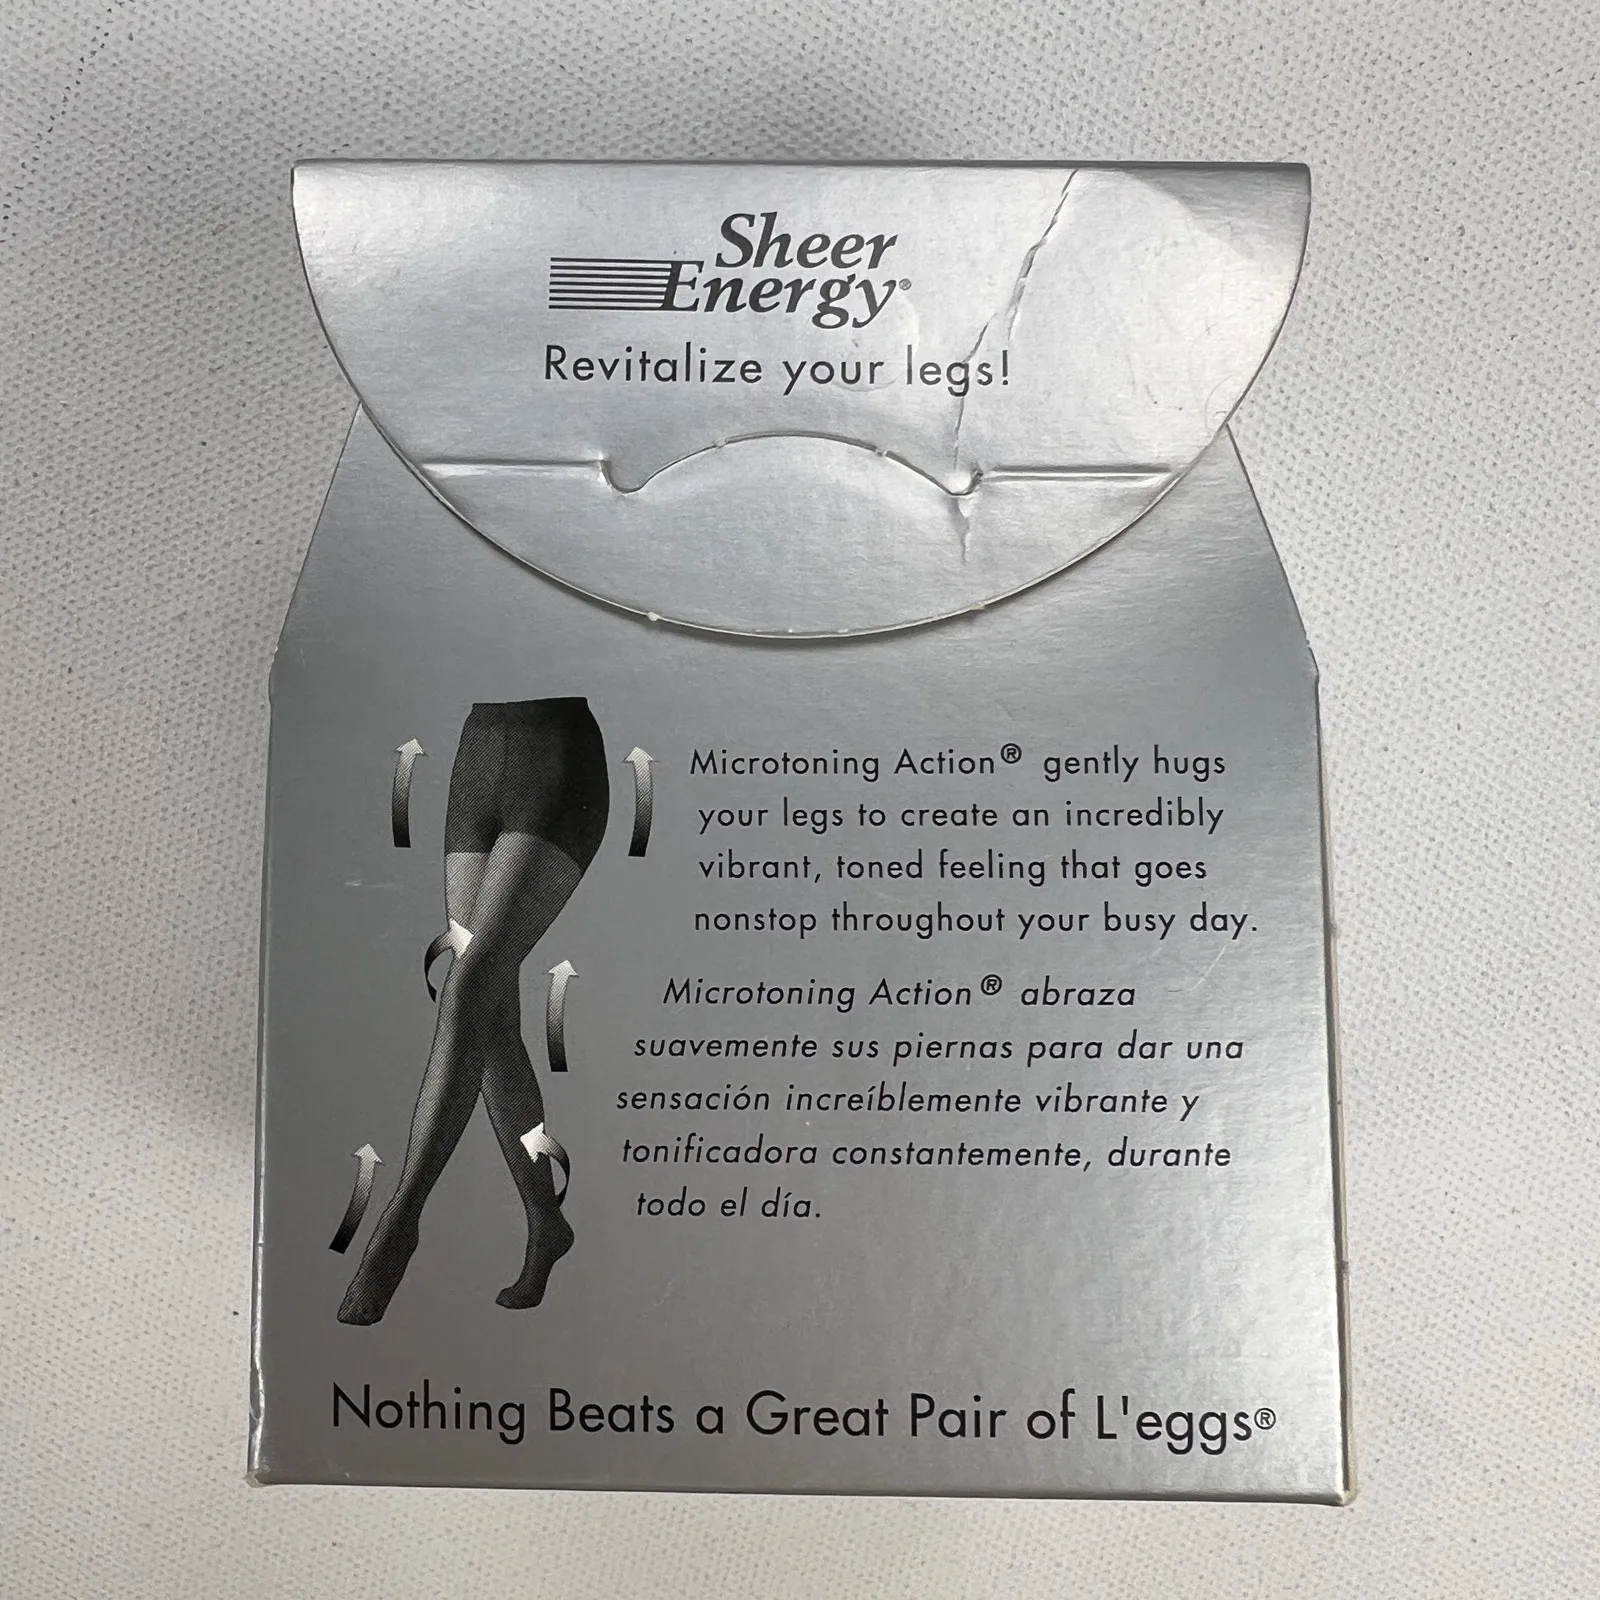 Sheer
Energy®
Revitalize your legs!
Microtoning Action® gently hugs
your legs to create an incredibly
vibrant, toned feeling that goes
nonstop throughout your busy day.
Microtoning Action® abraza
suavemente sus piernas para dar una
sensación increíblemente vibrante y
tonificadora constantemente, durante
todo el día.
Nothing Beats a Great Pair of L'eggs®